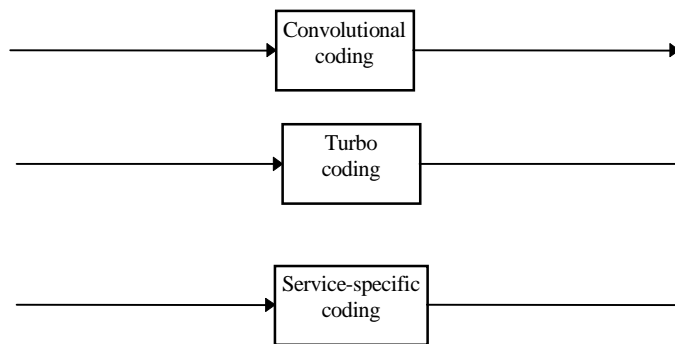 Convolutional
coding
Turbo
coding
Service-specific
coding